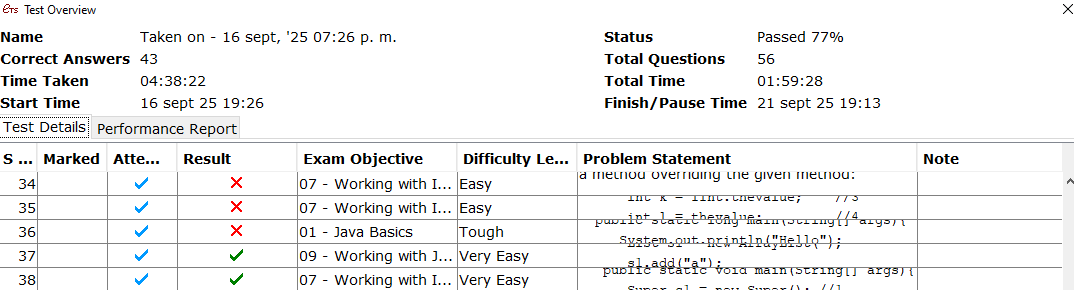 ETS Test Overview
Name Taken on - 16 sept, '25 07:26 p. m. Status Passed 77%
Correct Answers 43 Total Questions 56
Time Taken 04:38:22 Total Time 01:59:28
Start Time 16 sept 25 19:26 Finish/Pause Time 21 sept 25 19:13
Test Details Performance Report
S ... Marked Atte... Result Exam Objective Difficulty Le... Problem Statement Note
34 07 - Working with I... Easy a method overriding the given method:
35 07 - Working with I... Easy int k = iint.thevalue; //3
int l = thevalue; //4
36 01 - Java Basics Tough public static long main(String[] args){
System.out.println("Hello");
37 09 - Working with J... Very Easy
sl.add("a");
38 07 - Working with I... Very Easy public static void main(String[] args){
Super s1 = new Super(); //1